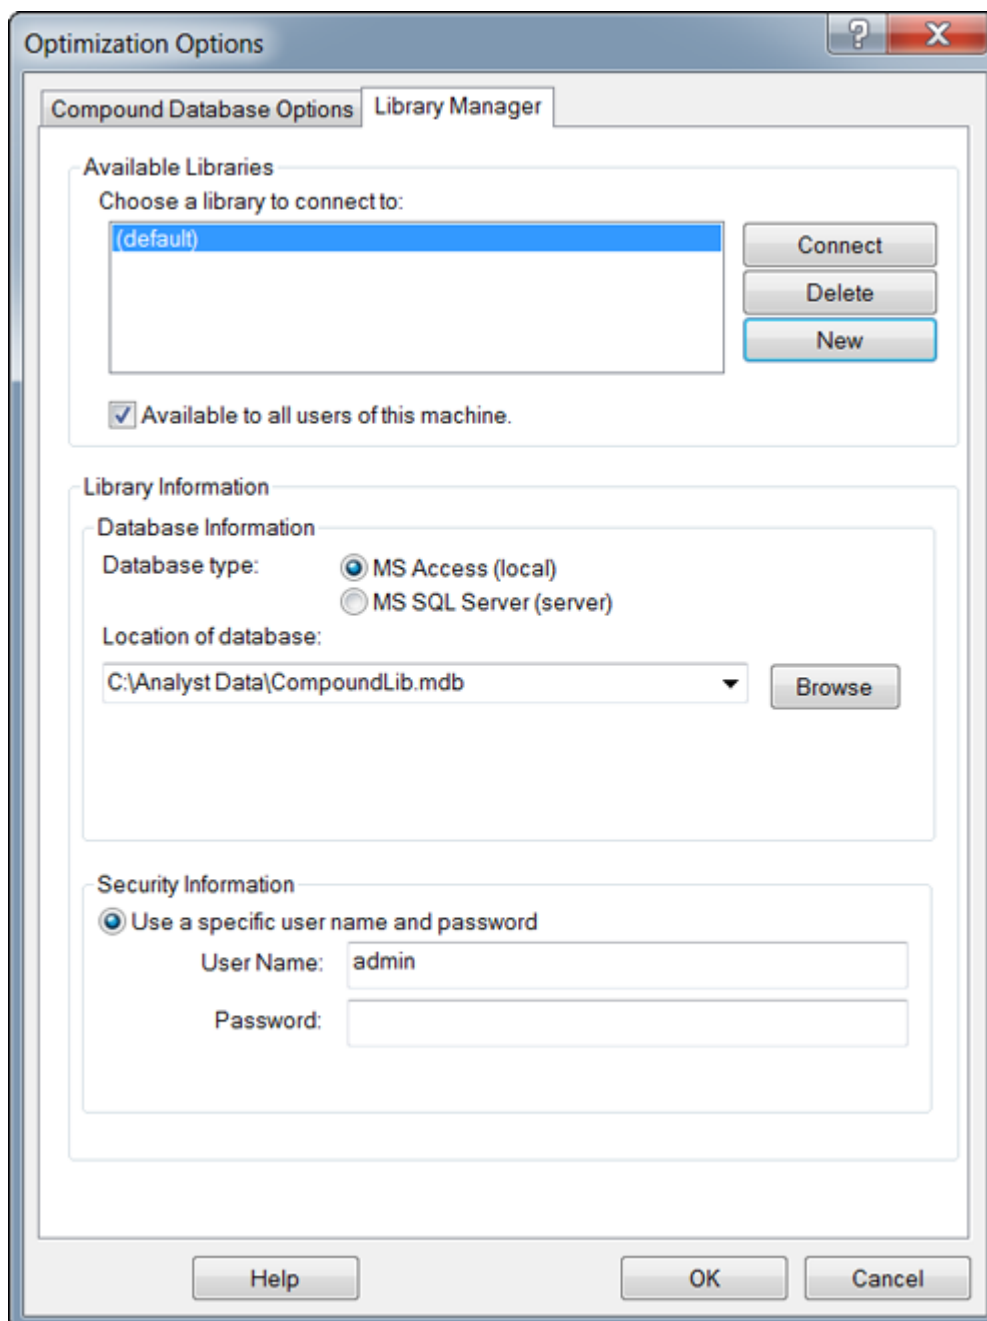 Optimization Options
Compound Database Options Library Manager
Available Libraries
Choose a library to connect to:
(default)
Connect
Delete
New
Available to all users of this machine.
Library Information
Database Information
Database type: MS Access (local)
MS SQL Server (server)
Location of database:
C:\Analyst Data\CompoundLib.mdb Browse
Security Information
Use a specific user name and password
User Name: admin
Password:
Help OK Cancel